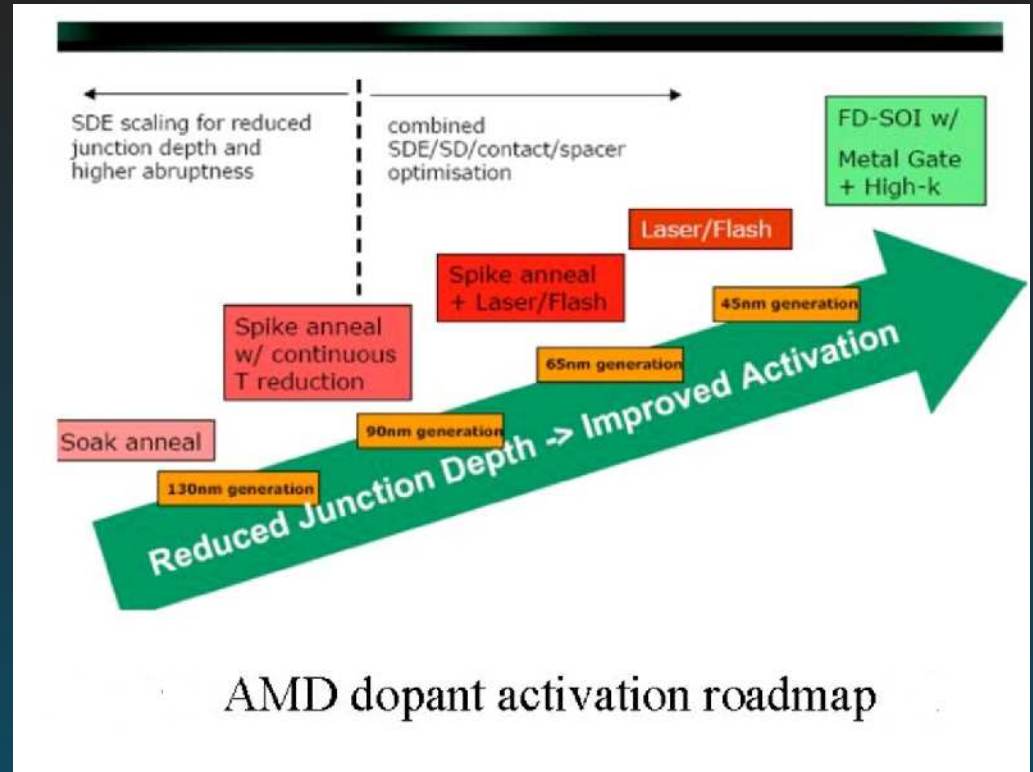 SDE scaling for reduced
junction depth and
higher abruptness
combined
SDE/SD/contact/spacer
optimisation
FD-SOI w/
Metal Gate
+ High-k
Laser/Flash
Spike anneal
+ Laser/Flash
45nm generation
Spike anneal
w/ continuous
T reduction
65nm generation
Soak anneal
90nm generation
130nm generation
Reduced Junction Depth -> Improved Activation
AMD dopant activation roadmap